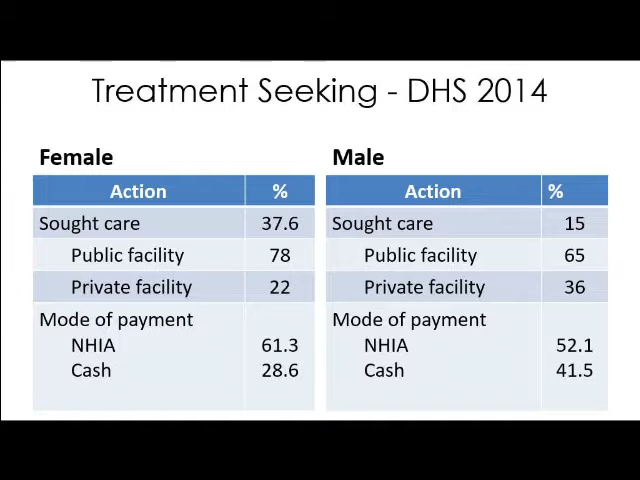 Treatment Seeking - DHS 2014
Female
Action %
Sought care 37.6
Public facility 78
Private facility 22
Mode of payment
NHIA 61.3
Cash 28.6
Male
Action %
Sought care 15
Public facility 65
Private facility 36
Mode of payment
NHIA 52.1
Cash 41.5